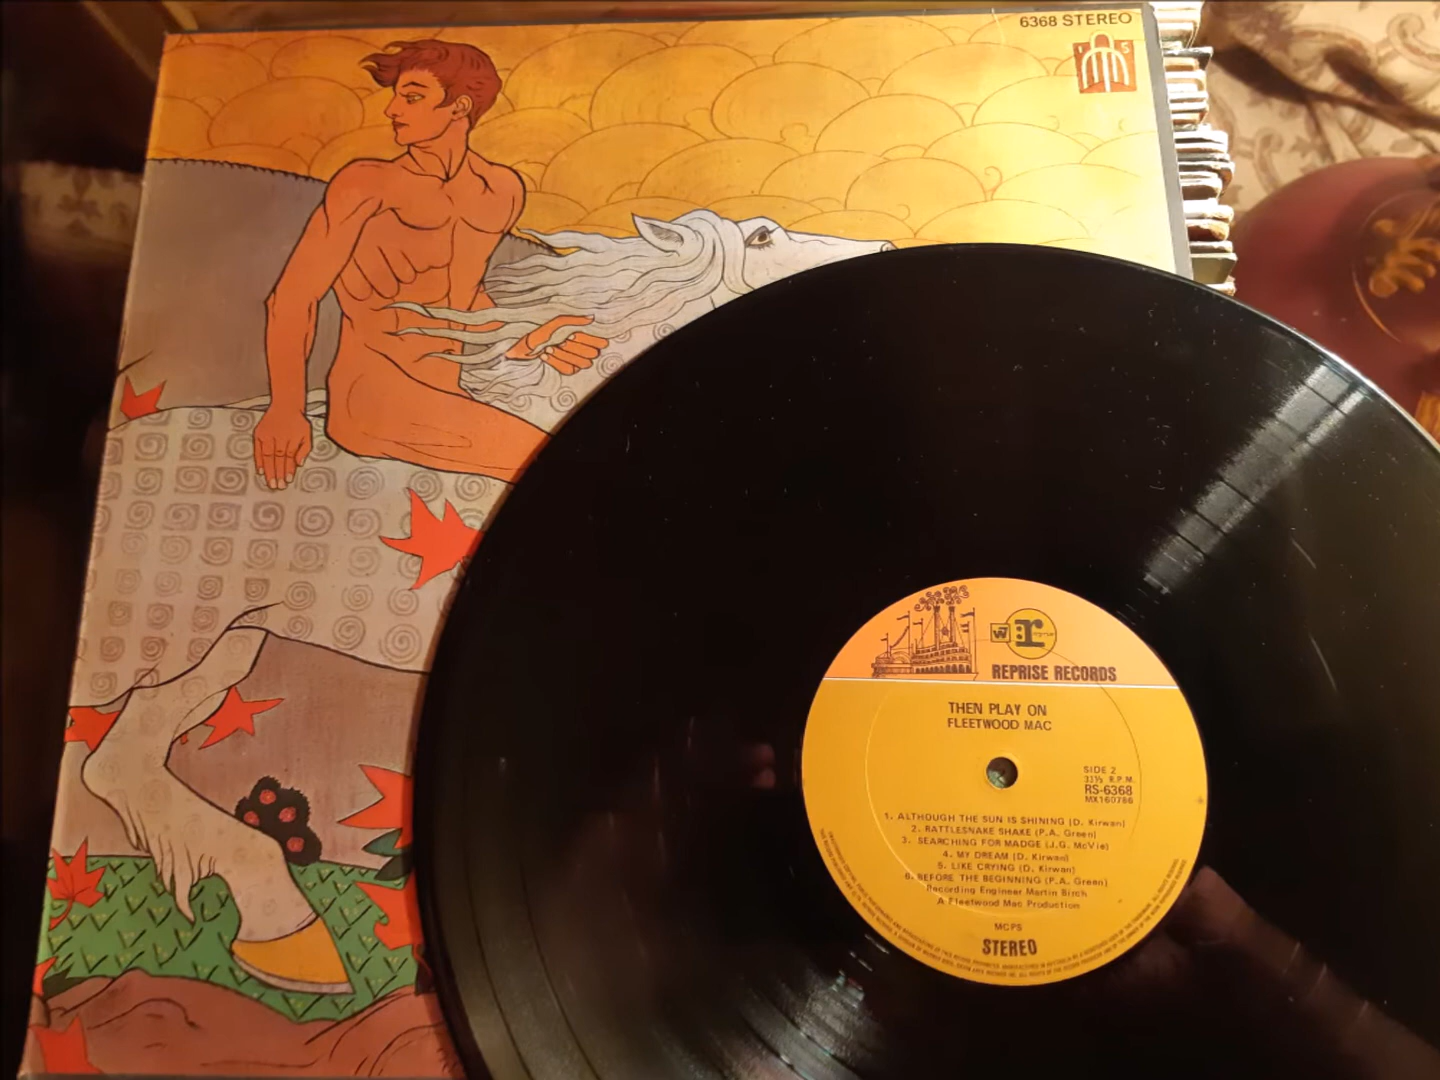 6368 STEREO
1 5
W r
REPRISE RECORDS
THEN PLAY ON
FLEETWOOD MAC
SIDE 2
33⅓ R.P.M.
RS-6368
MX160786
1. ALTHOUGH THE SUN IS SHINING (D. Kirwan)
2. RATTLESNAKE SHAKE (P.A. Green)
3. SEARCHING FOR MADGE (J.G. McVie)
4. MY DREAM (D. Kirwan)
5. LIKE CRYING (D. Kirwan)
6. BEFORE THE BEGINNING (P.A. Green)
Recording Engineer Martin Birch
A Fleetwood Mac Production
MCPS
STEREO